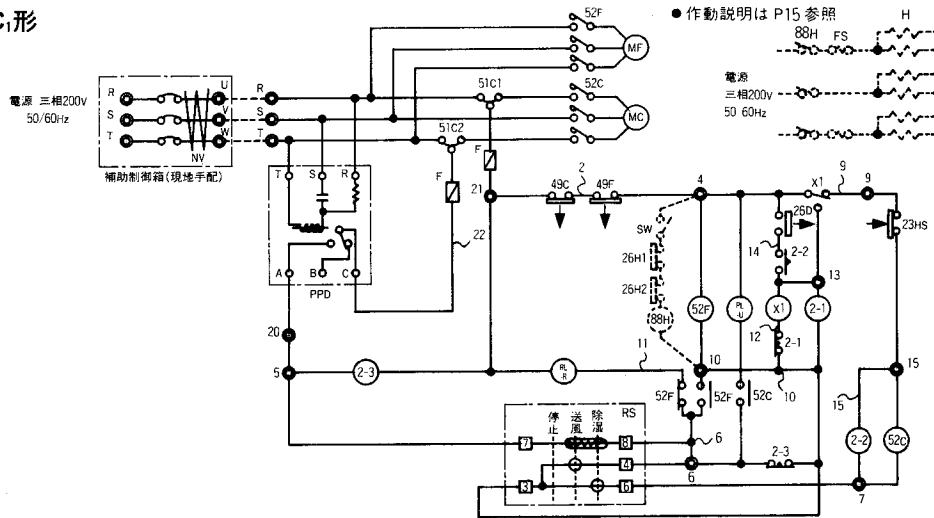 C₁形
● 作動説明は P15 参照
52F
MF
88H FS H
電源
三相200v
50 60Hz
電源 三相200v
50/60Hz
R U R
S V S
T W T
NV
補助制御箱(現地手配)
51C1
52C
MC
51C2
F
F
T S R
A B C
PPD
22
21
49C 2 49F
4
X1
9
9
SW
26H1
26H2
88H
52F
PL-U
26D
14
2-2
13
X1
2-1
12
2-1
23HS
20
5
2-3
RL-R
11
10
10
15
15
52F
52F
52C
停止 送風 除湿 RS
7 8
4
3 6
6
6
2-3
2-2
52C
7